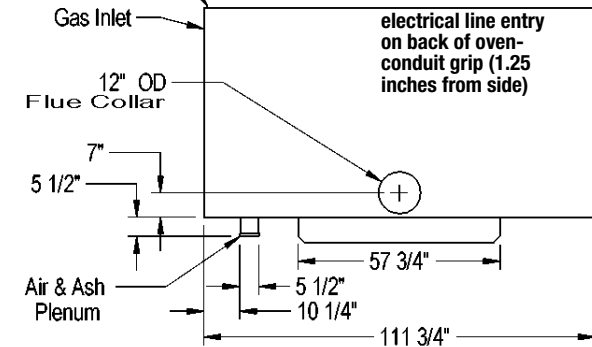 Gas Inlet
electrical line entry
on back of oven-
conduit grip (1.25
inches from side)
12" OD
Flue Collar
7"
5 1/2"
57 3/4"
Air & Ash
Plenum
5 1/2"
10 1/4"
111 3/4"